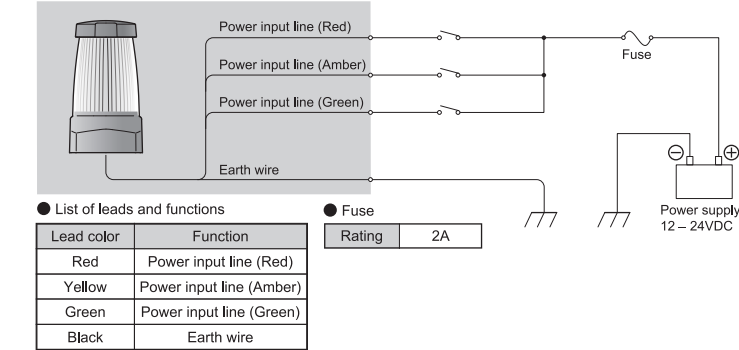 Power input line (Red)
Power input line (Amber)
Power input line (Green)
Earth wire
Fuse
Power supply
12 – 24VDC
● List of leads and functions
Lead color Function
Red Power input line (Red)
Yellow Power input line (Amber)
Green Power input line (Green)
Black Earth wire
● Fuse
Rating 2A